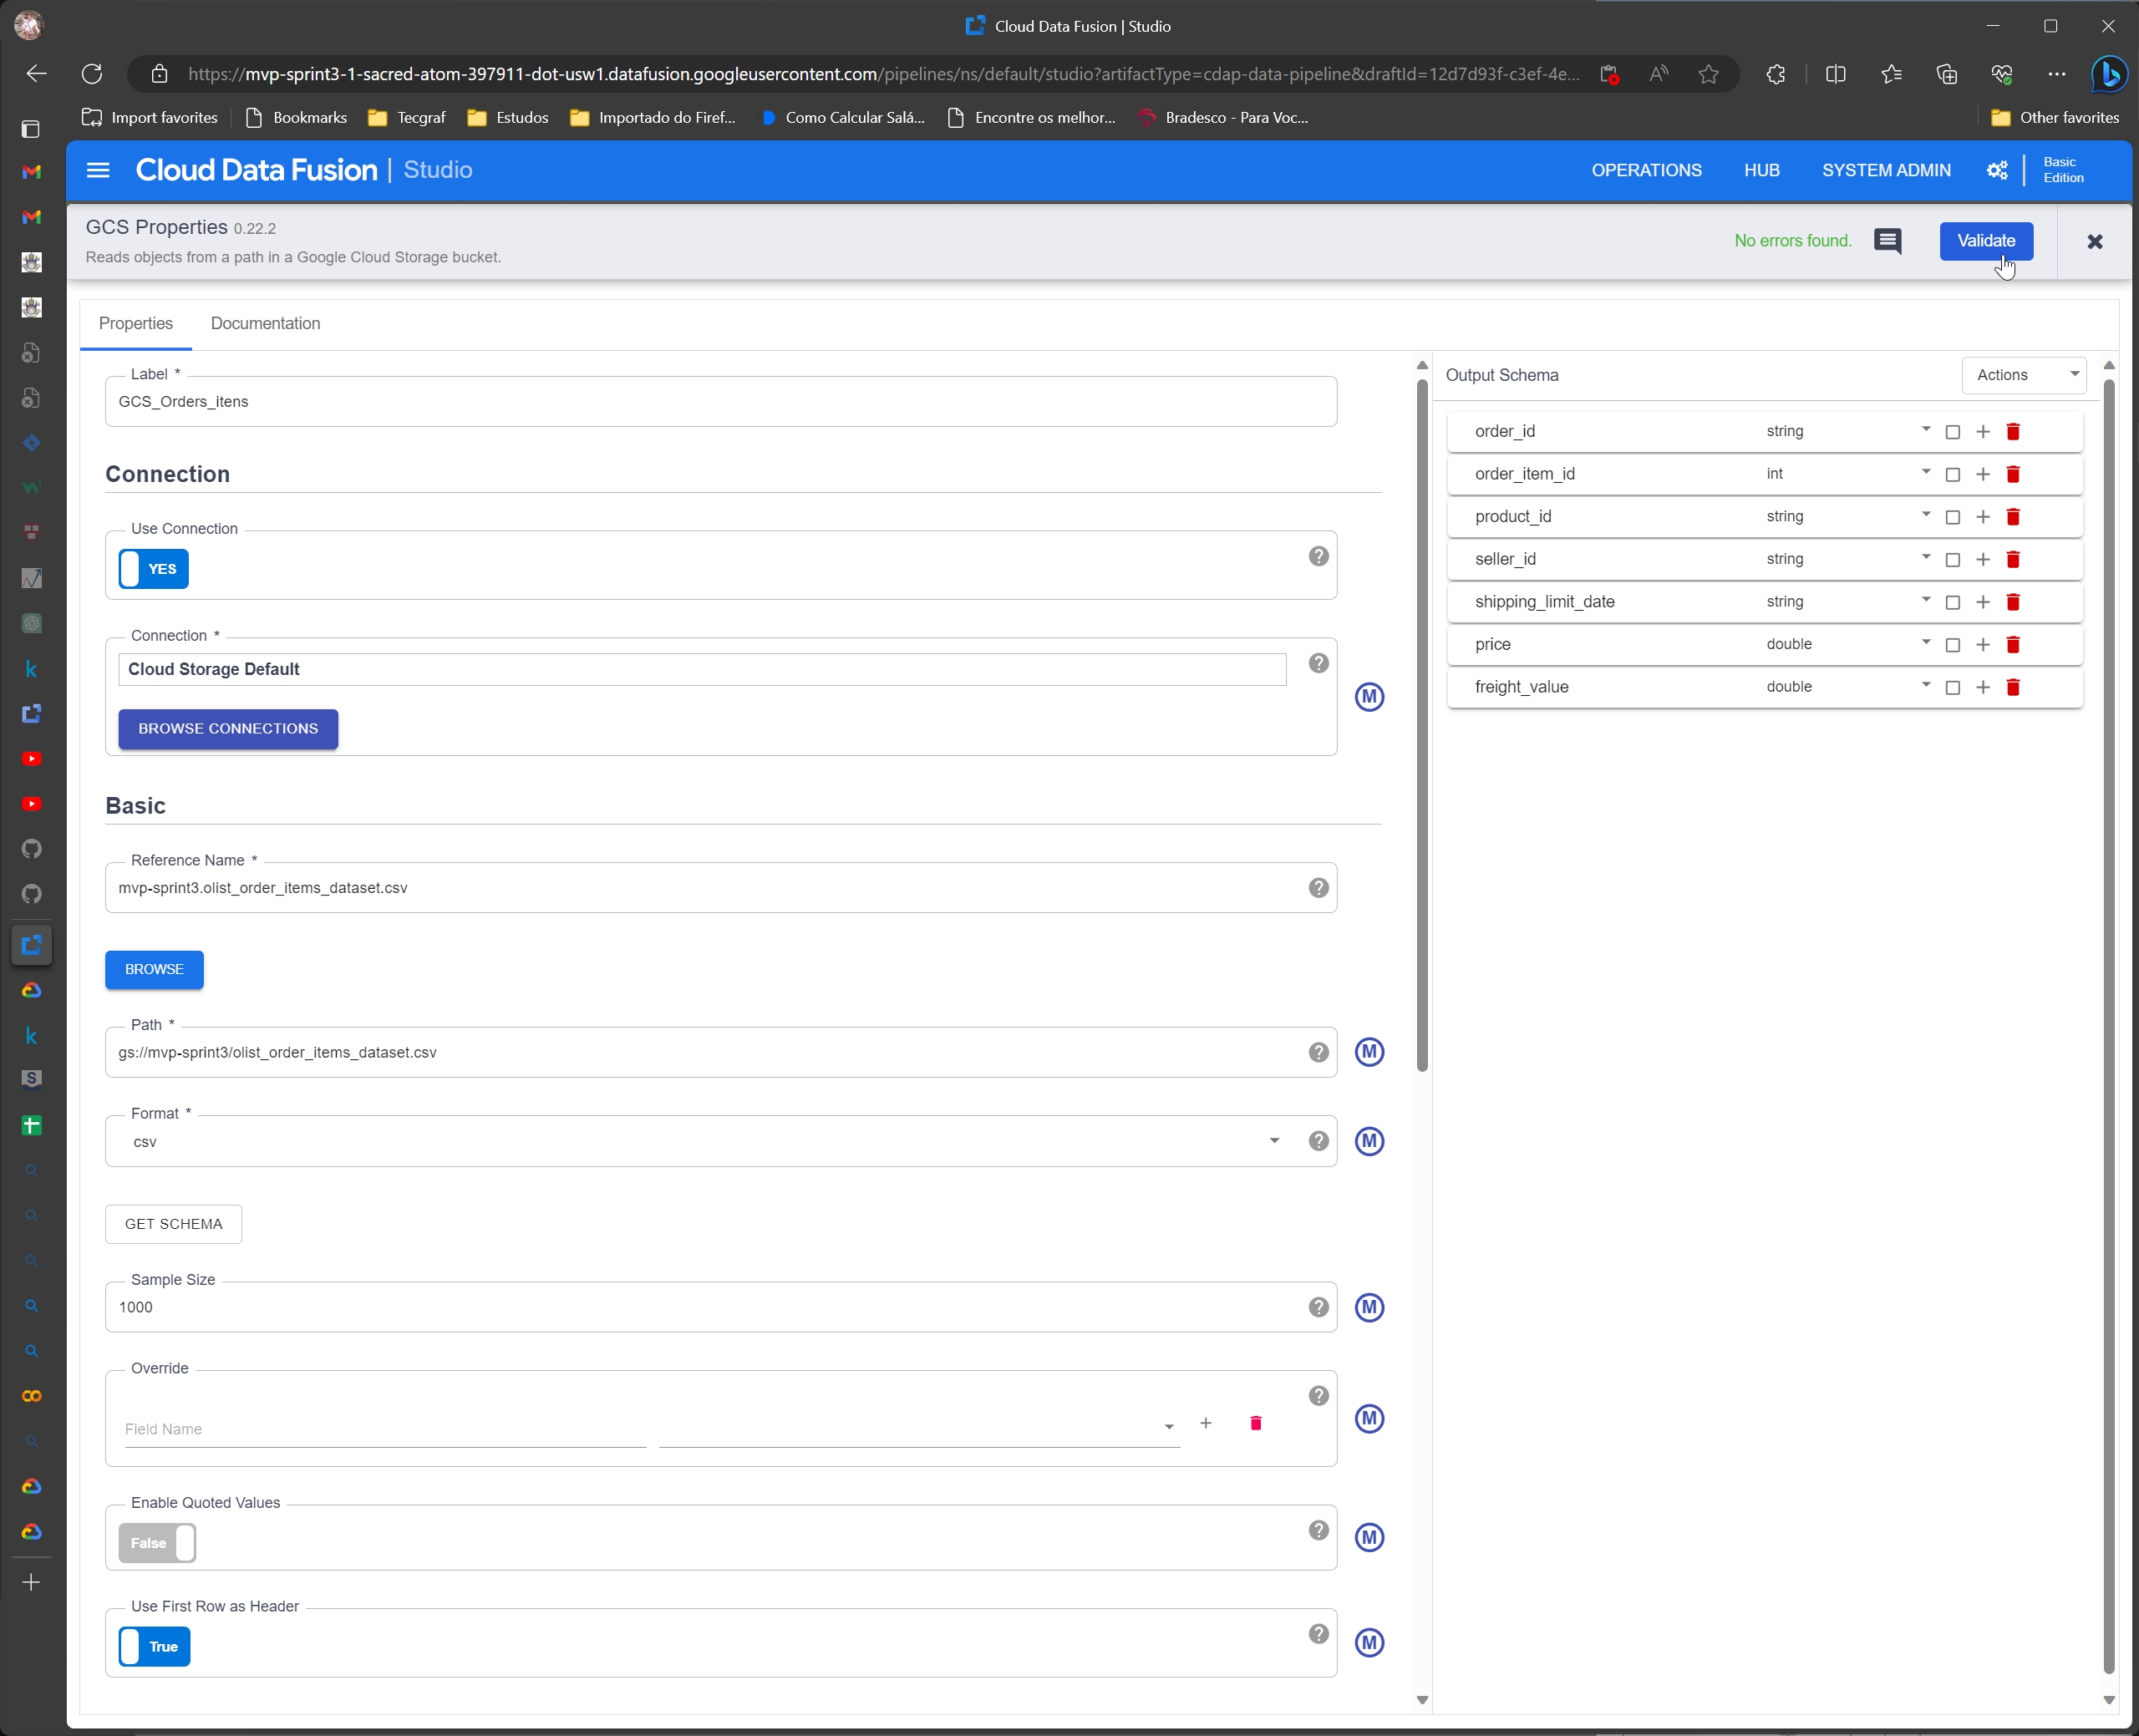 Cloud Data Fusion | Studio
https://mvp-sprint3-1-sacred-atom-397911-dot-usw1.datafusion.googleusercontent.com/pipelines/ns/default/studio?artifactType=cdap-data-pipeline&draftId=12d7d93f-c3ef-4e...
Import favorites Bookmarks Tecgraf Estudos Importado do Firef... Como Calcular Salá... Encontre os melhor... Bradesco - Para Voc... Other favorites
Cloud Data Fusion | Studio OPERATIONS HUB SYSTEM ADMIN Basic Edition
GCS Properties 0.22.2
Reads objects from a path in a Google Cloud Storage bucket.
No errors found. Validate
Properties Documentation
Label *
GCS_Orders_itens
Connection
Use Connection
YES
Connection *
Cloud Storage Default
M
BROWSE CONNECTIONS
Basic
Reference Name *
mvp-sprint3.olist_order_items_dataset.csv
BROWSE
Path *
gs://mvp-sprint3/olist_order_items_dataset.csv
M
Format *
csv
M
GET SCHEMA
Sample Size
1000
M
Override
Field Name
M
Enable Quoted Values
False
M
Use First Row as Header
True
M
Output Schema Actions
order_id string
order_item_id int
product_id string
seller_id string
shipping_limit_date string
price double
freight_value double